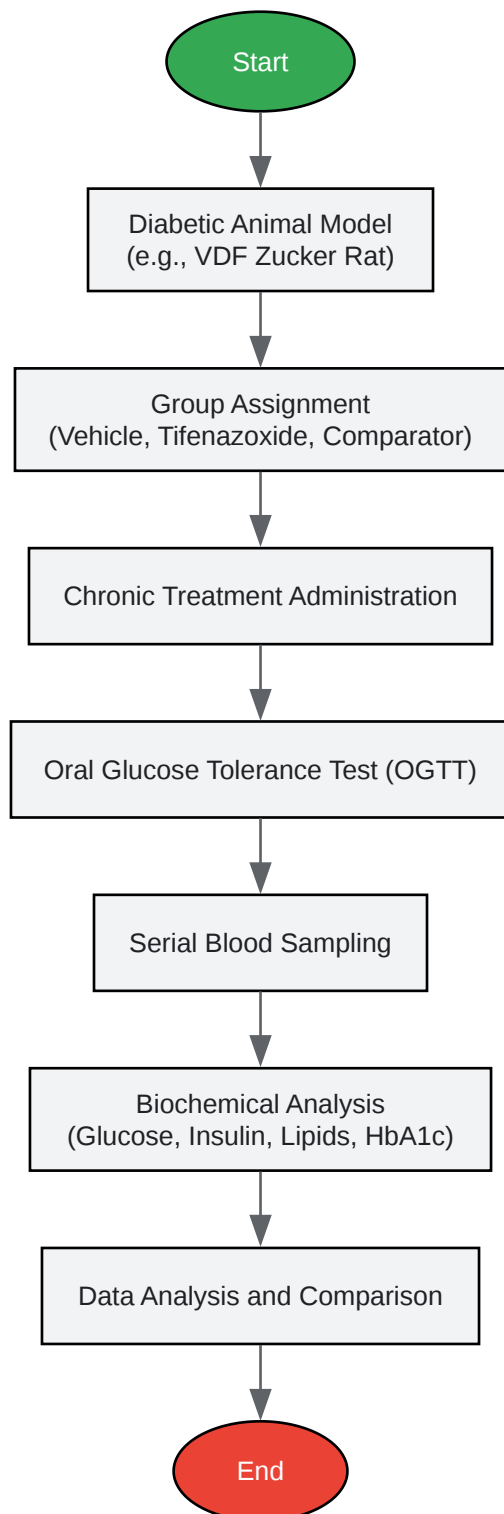 Start
Diabetic Animal Model
(e.g., VDF Zucker Rat)
Group Assignment
(Vehicle, Tifenazoxide, Comparator)
Chronic Treatment Administration
Oral Glucose Tolerance Test (OGTT)
Serial Blood Sampling
Biochemical Analysis
(Glucose, Insulin, Lipids, HbA1c)
Data Analysis and Comparison
End